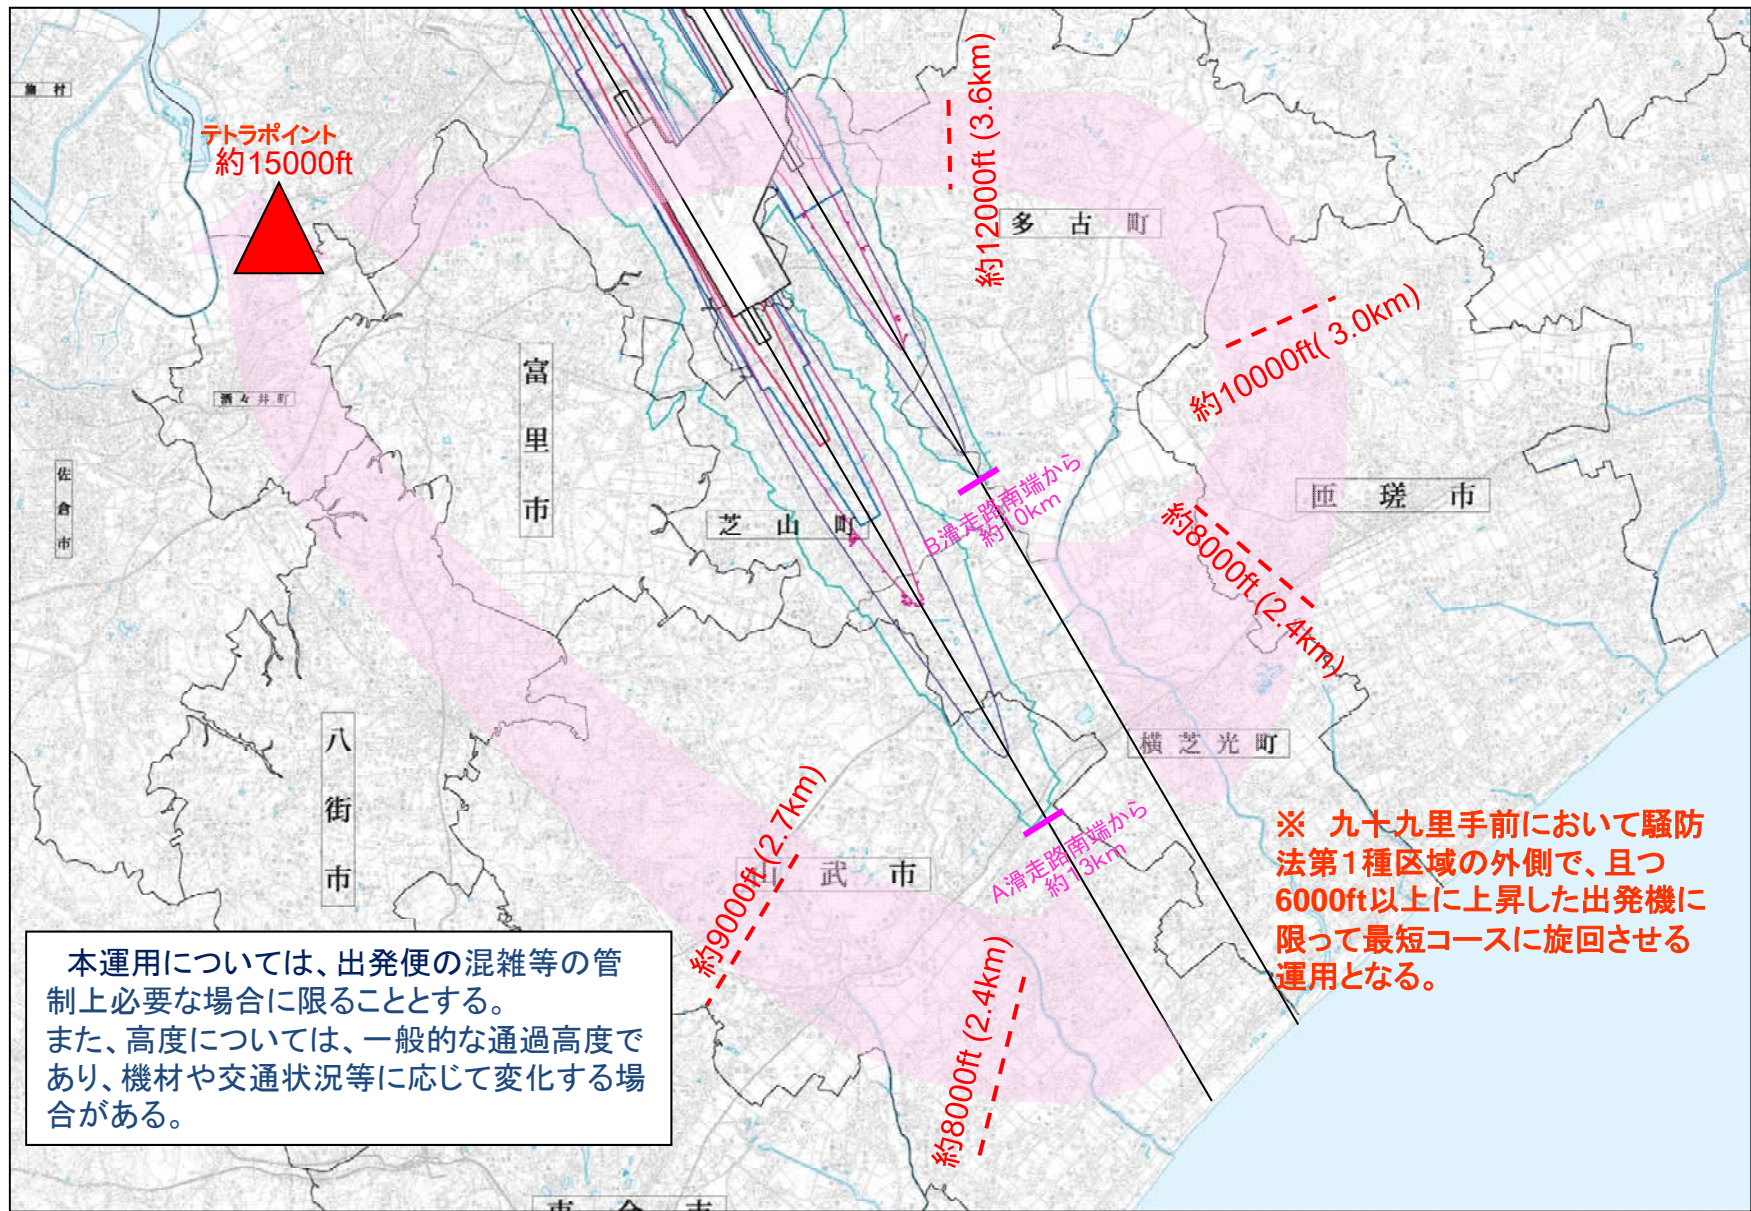 テトラポイント
約15000ft
約12000ft (3.6km)
多古町
約10000ft( 3.0km)
富里市
酒々井町
佐倉市
匝瑳市
芝山町
B滑走路南端から
約10km
約8000ft (2.4km)
八街市
横芝光町
約9000ft (2.7km)
山武市
A滑走路南端から
約13km
約8000ft (2.4km)
※ 九十九里手前において騒防
法第1種区域の外側で、且つ
6000ft以上に上昇した出発機に
限って最短コースに旋回させる
運用となる。
本運用については、出発便の混雑等の管
制上必要な場合に限ることとする。
また、高度については、一般的な通過高度で
あり、機材や交通状況等に応じて変化する場
合がある。